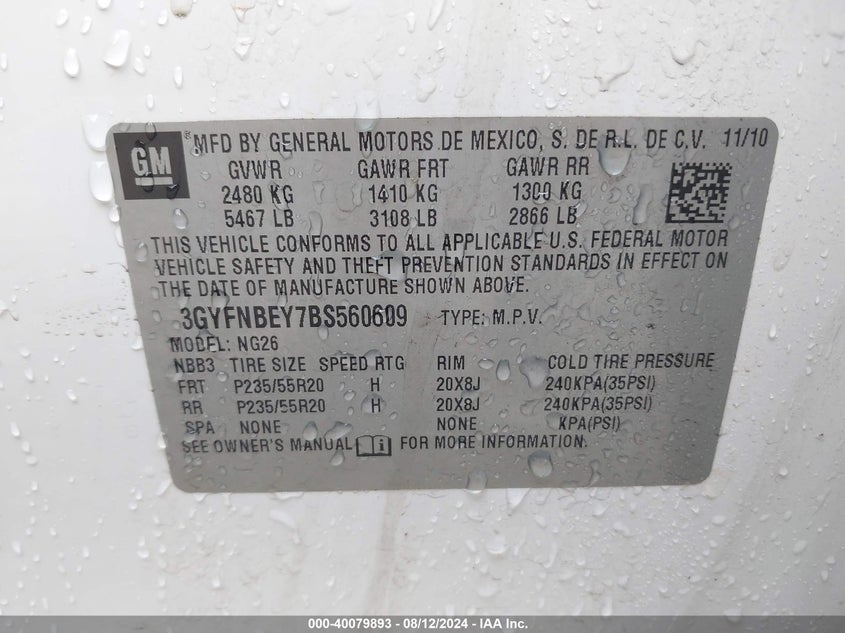 GM
® MFD BY GENERAL MOTORS DE MEXICO, S. DE R.L. DE C.V. 11/10
GVWR GAWR FRT GAWR RR
2480 KG 1410 KG 1300 KG
5467 LB 3108 LB 2866 LB
THIS VEHICLE CONFORMS TO ALL APPLICABLE U.S. FEDERAL MOTOR
VEHICLE SAFETY AND THEFT PREVENTION STANDARDS IN EFFECT ON
THE DATE OF MANUFACTURE SHOWN ABOVE.
3GYFNBEY7BS560609 TYPE: M.P.V.
MODEL: NG26
NBB3 TIRE SIZE SPEED RTG RIM COLD TIRE PRESSURE
FRT P235/55R20 H 20X8J 240KPA(35PSI)
RR P235/55R20 H 20X8J 240KPA(35PSI)
SPA NONE NONE KPA(PSI)
SEE OWNER'S MANUAL i FOR MORE INFORMATION.
000-40079893 - 08/12/2024 - IAA Inc.